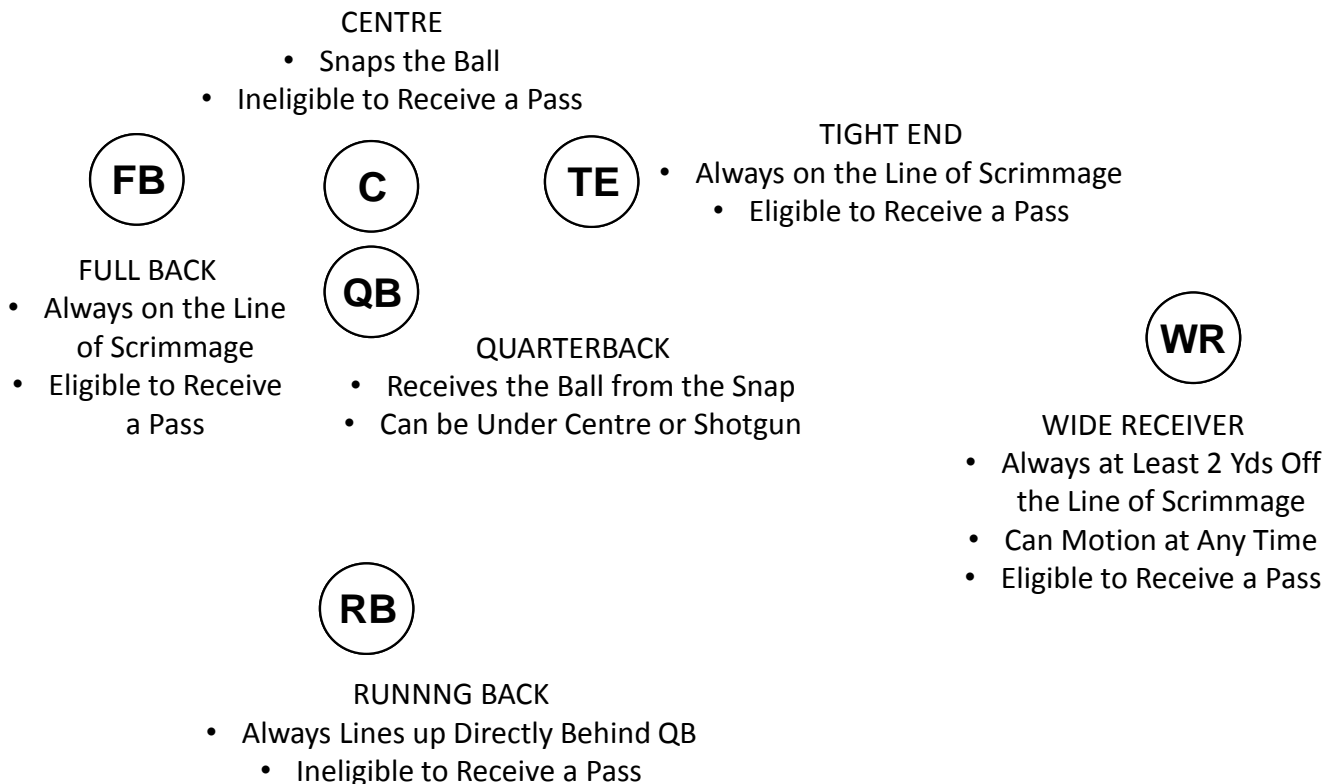 CENTRE
• Snaps the Ball
• Ineligible to Receive a Pass
FB
C
TE
TIGHT END
• Always on the Line of Scrimmage
• Eligible to Receive a Pass
FULL BACK
• Always on the Line
of Scrimmage
• Eligible to Receive
a Pass
QB
QUARTERBACK
• Receives the Ball from the Snap
• Can be Under Centre or Shotgun
WR
WIDE RECEIVER
• Always at Least 2 Yds Off
the Line of Scrimmage
• Can Motion at Any Time
• Eligible to Receive a Pass
RB
RUNNNG BACK
• Always Lines up Directly Behind QB
• Ineligible to Receive a Pass